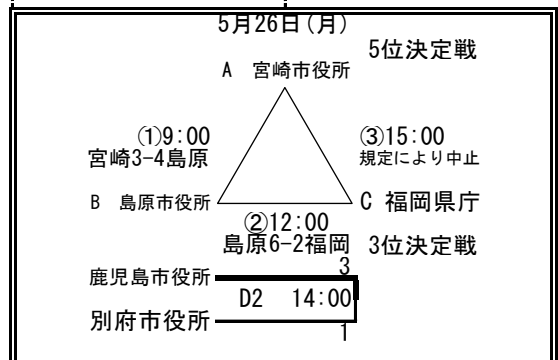 5月26日(月)
5位決定戦
A 宮崎市役所
①9:00
宮崎3-4島原
③15:00
規定により中止
B 島原市役所
C 福岡県庁
②12:00
島原6-2福岡
3位決定戦
鹿児島市役所
3
D2 14:00
別府市役所
1